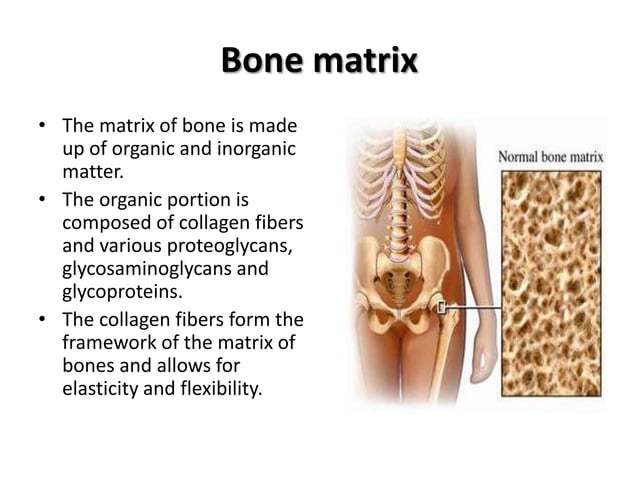 Bone matrix
• The matrix of bone is made
up of organic and inorganic
matter.
• The organic portion is
composed of collagen fibers
and various proteoglycans,
glycosaminoglycans and
glycoproteins.
• The collagen fibers form the
framework of the matrix of
bones and allows for
elasticity and flexibility.
Normal bone matrix